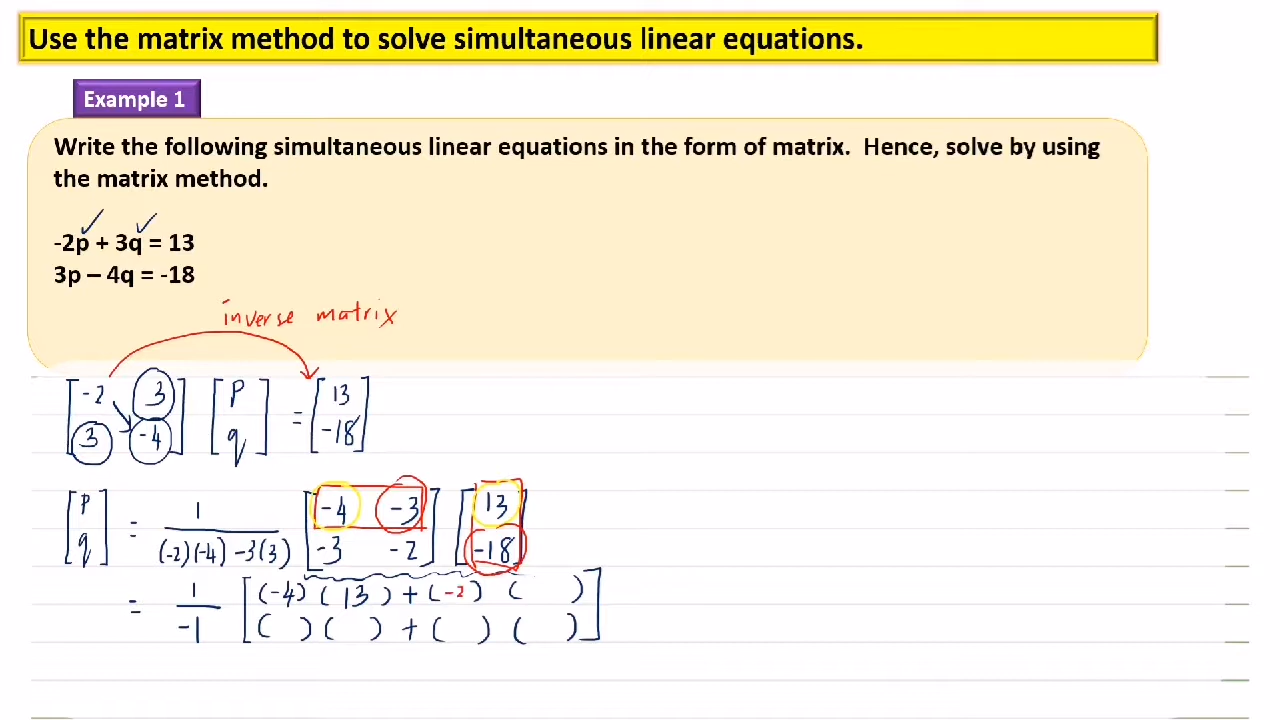 Use the matrix method to solve simultaneous linear equations.
Example 1
Write the following simultaneous linear equations in the form of matrix. Hence, solve by using
the matrix method.
-2p + 3q = 13
3p – 4q = -18
inverse matrix
[-2 3] [p] = [13]
[3 -4] [q] [-18]
[p] = 1 [-4 -3] [13]
[q] (-2)(-4) -3(3) [-3 -2] [-18]
= 1 [(-4)(13) + (-2)( )]
-1 [( )( ) + ( )( )]